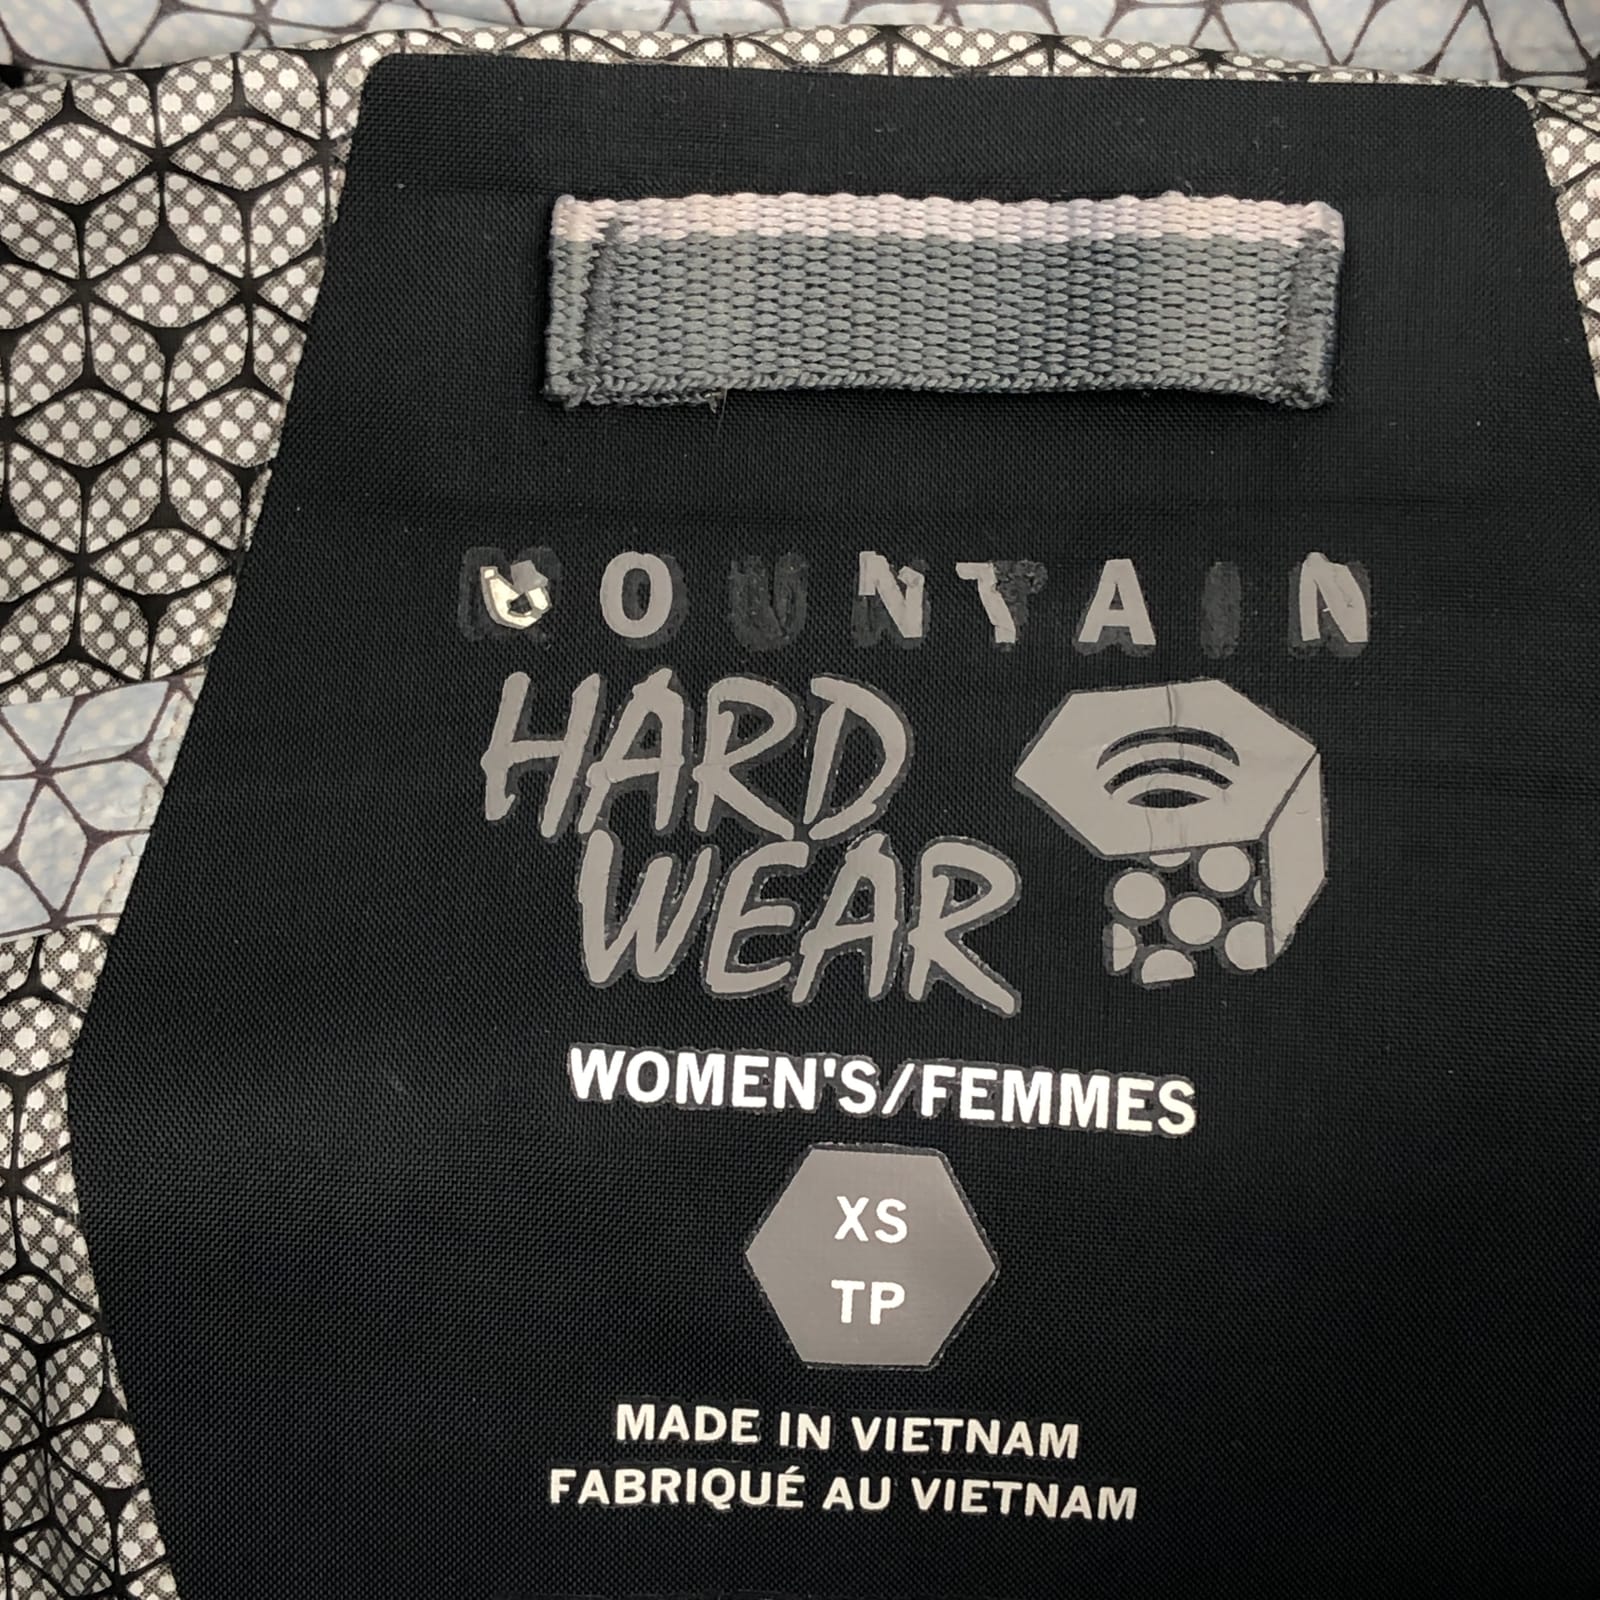 MOUNTAIN
HARD
WEAR
WOMEN'S/FEMMES
XS
TP
MADE IN VIETNAM
FABRIQUÉ AU VIETNAM